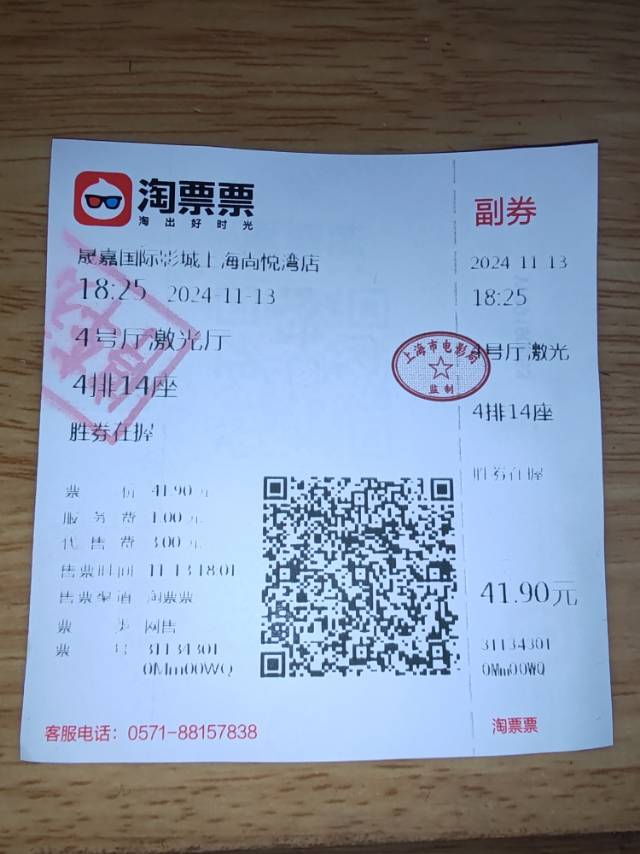 淘票票
淘出好时光
晟嘉国际影城上海尚悦湾店
18:25 2024-11-13
4号厅激光厅
4排14座
胜券在握
票 价 41.90元
服 务 费 1.00元
代 售 费 3.00元
售票时间 11-13 18:01
售票渠道 淘票票
票 类 网售
票 号 31134301
0Mm00WQ
客服电话：0571-88157838
上海市电影局
监制
副券
2024-11-13
18:25
4号厅激光
4排14座
胜券在握
41.90元
31134301
0Mm00WQ
淘票票